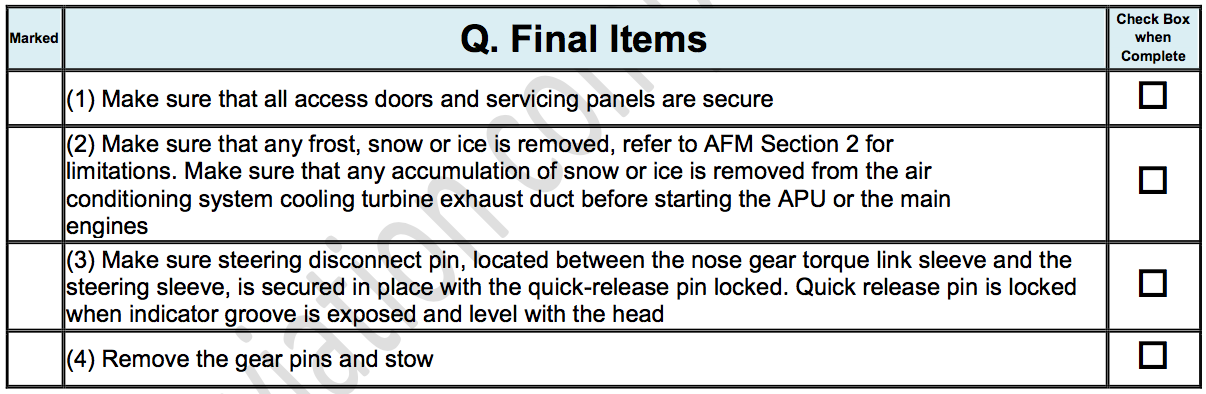 Marked
Q. Final Items
Check Box
when
Complete
(1) Make sure that all access doors and servicing panels are secure
(2) Make sure that any frost, snow or ice is removed, refer to AFM Section 2 for
limitations. Make sure that any accumulation of snow or ice is removed from the air
conditioning system cooling turbine exhaust duct before starting the APU or the main
engines
(3) Make sure steering disconnect pin, located between the nose gear torque link sleeve and the
steering sleeve, is secured in place with the quick-release pin locked. Quick release pin is locked
when indicator groove is exposed and level with the head
(4) Remove the gear pins and stow